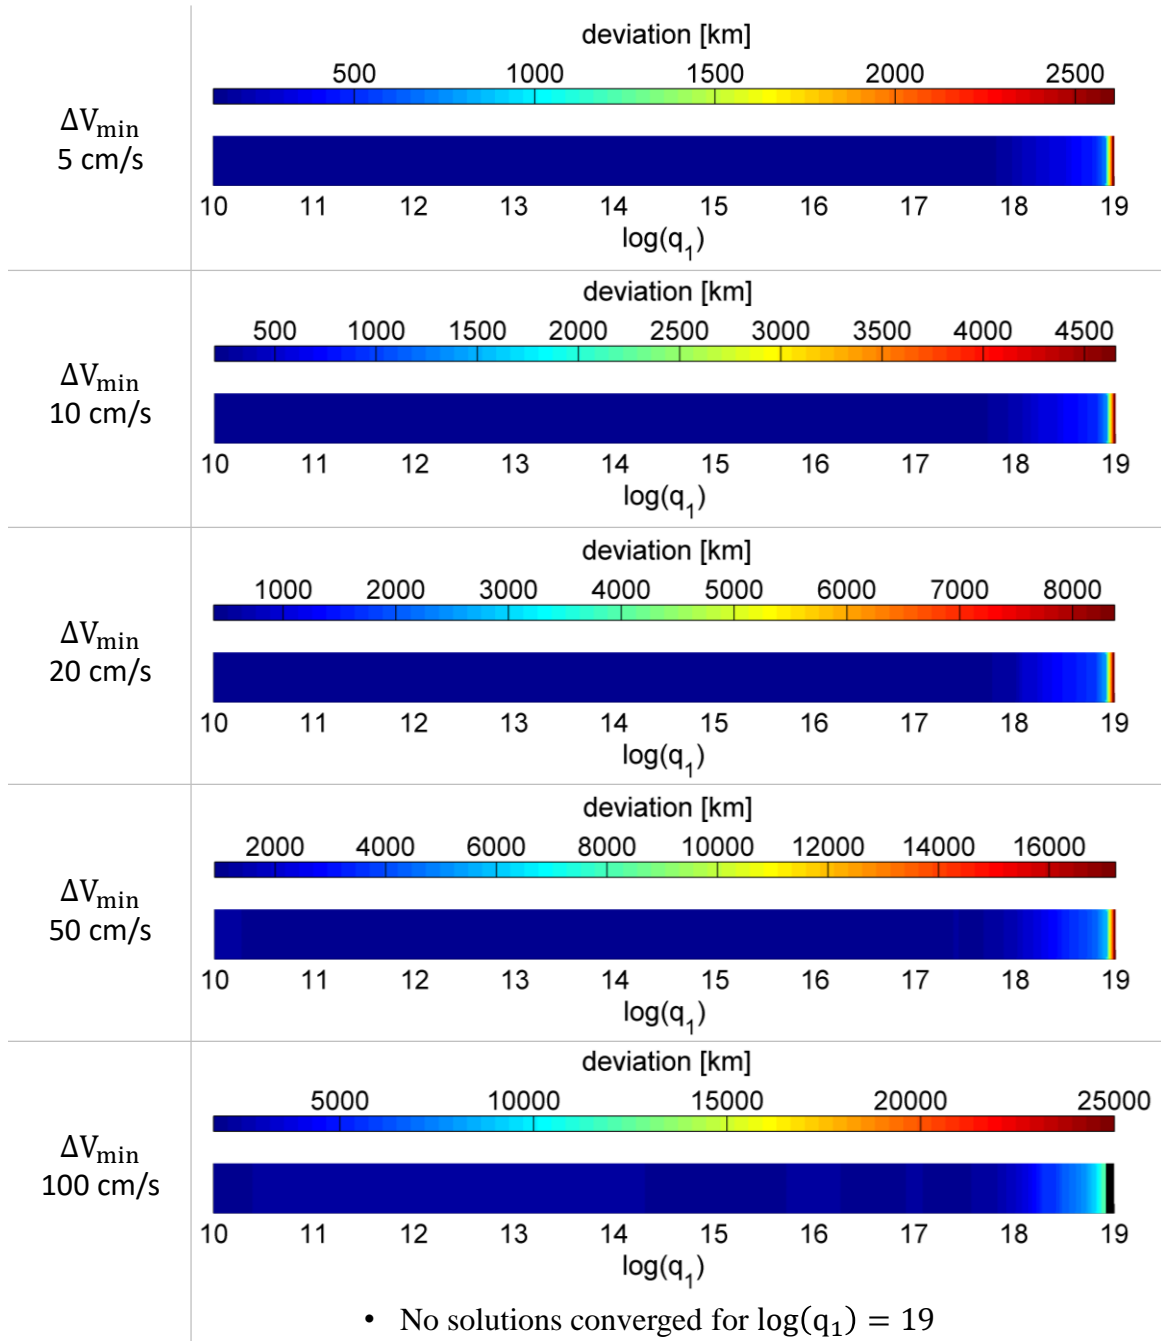 deviation [km]
500 1000 1500 2000 2500
ΔVmin
5 cm/s
10 11 12 13 14 15 16 17 18 19
log(q1)
deviation [km]
500 1000 1500 2000 2500 3000 3500 4000 4500
ΔVmin
10 cm/s
10 11 12 13 14 15 16 17 18 19
log(q1)
deviation [km]
1000 2000 3000 4000 5000 6000 7000 8000
ΔVmin
20 cm/s
10 11 12 13 14 15 16 17 18 19
log(q1)
deviation [km]
2000 4000 6000 8000 10000 12000 14000 16000
ΔVmin
50 cm/s
10 11 12 13 14 15 16 17 18 19
log(q1)
deviation [km]
5000 10000 15000 20000 25000
ΔVmin
100 cm/s
10 11 12 13 14 15 16 17 18 19
log(q1)
• No solutions converged for log(q1) = 19